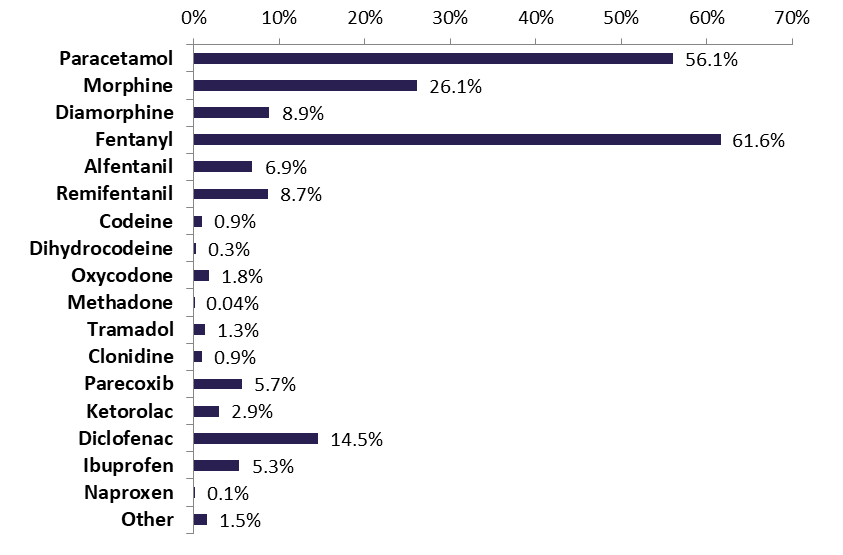 0% 10% 20% 30% 40% 50% 60% 70%
Paracetamol 56.1%
Morphine 26.1%
Diamorphine 8.9%
Fentanyl 61.6%
Alfentanil 6.9%
Remifentanil 8.7%
Codeine 0.9%
Dihydrocodeine 0.3%
Oxycodone 1.8%
Methadone 0.04%
Tramadol 1.3%
Clonidine 0.9%
Parecoxib 5.7%
Ketorolac 2.9%
Diclofenac 14.5%
Ibuprofen 5.3%
Naproxen 0.1%
Other 1.5%